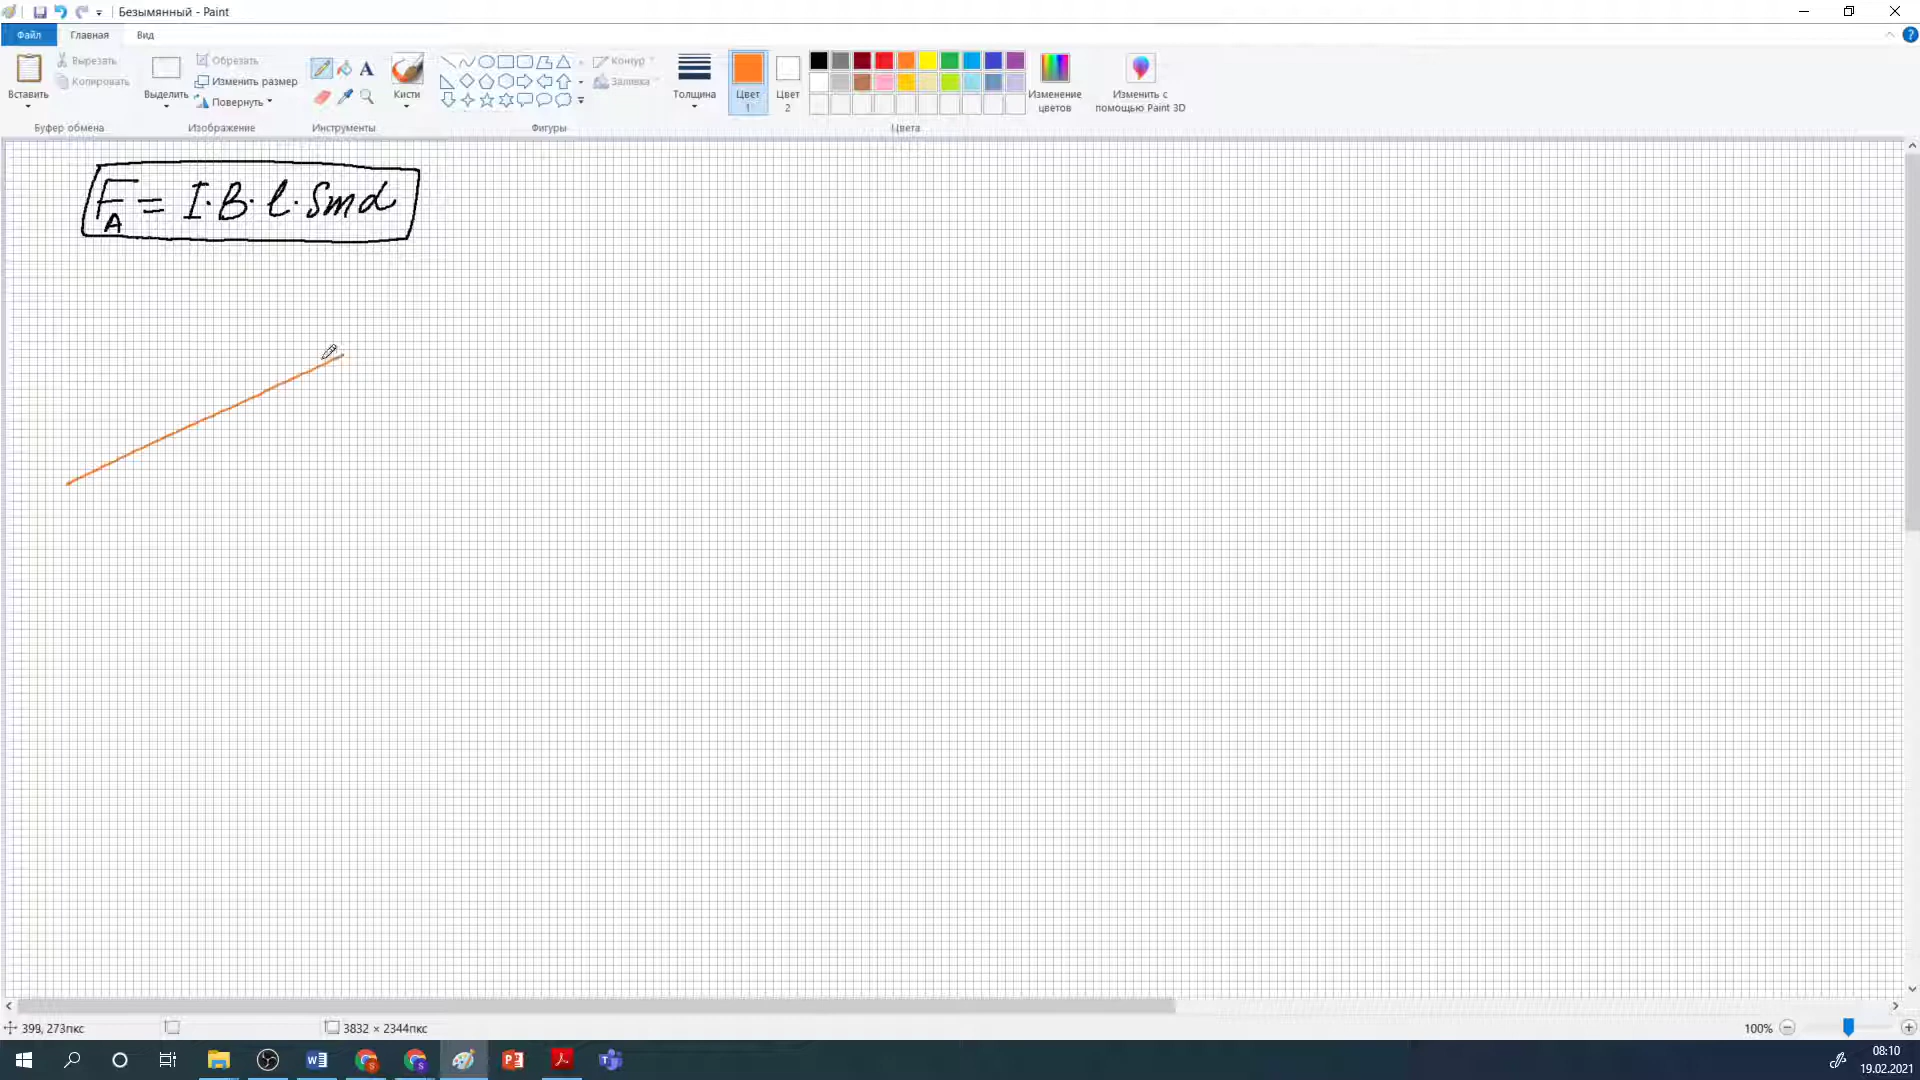 Безымянный - Paint
Файл Главная Вид
Вставить
Вырезать
Копировать
Буфер обмена
Выделить
Обрезать
Изменить размер
Повернуть
Изображение
A
Инструменты
Кисти
Фигуры
Контур
Заливка
Толщина
Цвет 1
Цвет 2
Цвета
Изменение цветов
Изменить с помощью Paint 3D
F_A = I · B · l · Sinα
399, 273пкс
3832 × 2344пкс
100%
08:10
19.02.2021